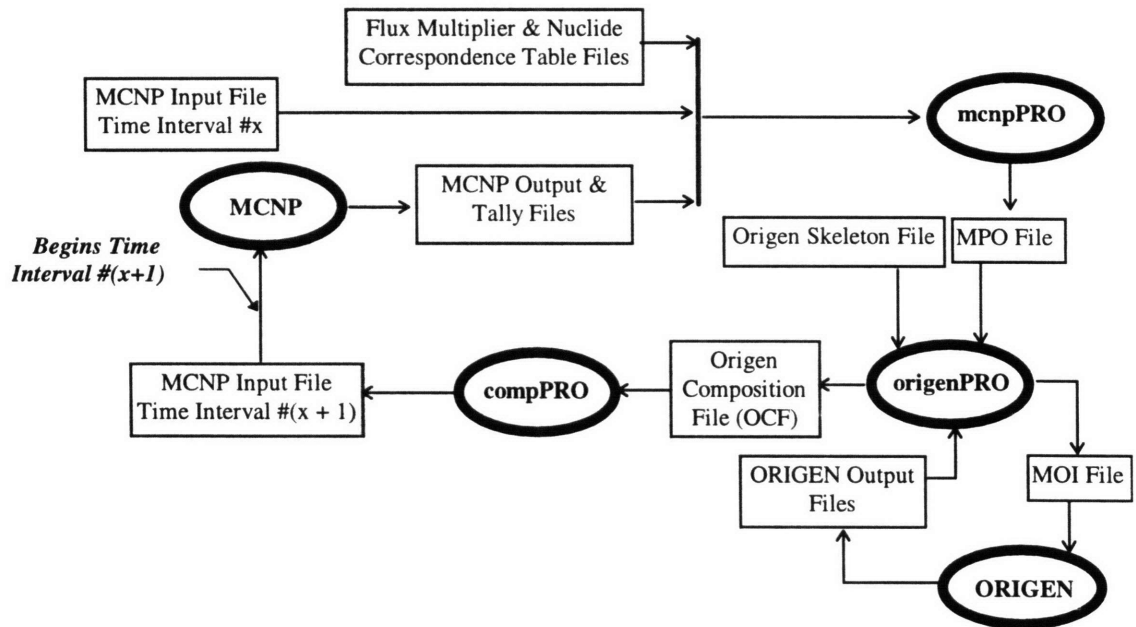 Flux Multiplier & Nuclide
Correspondence Table Files
MCNP Input File
Time Interval #x
mcnpPRO
MCNP
MCNP Output &
Tally Files
Origen Skeleton File
MPO File
Begins Time
Interval #(x+1)
MCNP Input File
Time Interval #(x + 1)
compPRO
Origen
Composition
File (OCF)
origenPRO
ORIGEN Output
Files
MOI File
ORIGEN